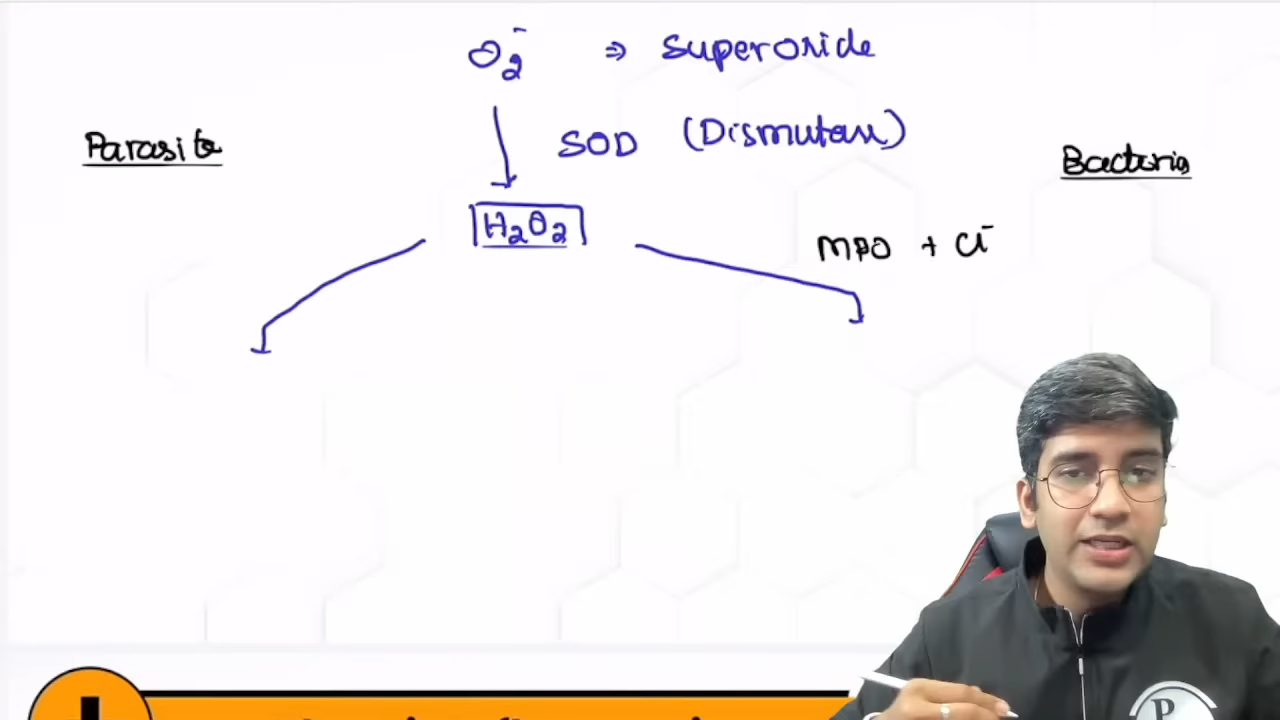 O₂⁻ ⇒ Superoxide
SOD (Dismutase)
Parasite
Bacteria
H₂O₂
MPO + Cl⁻
P